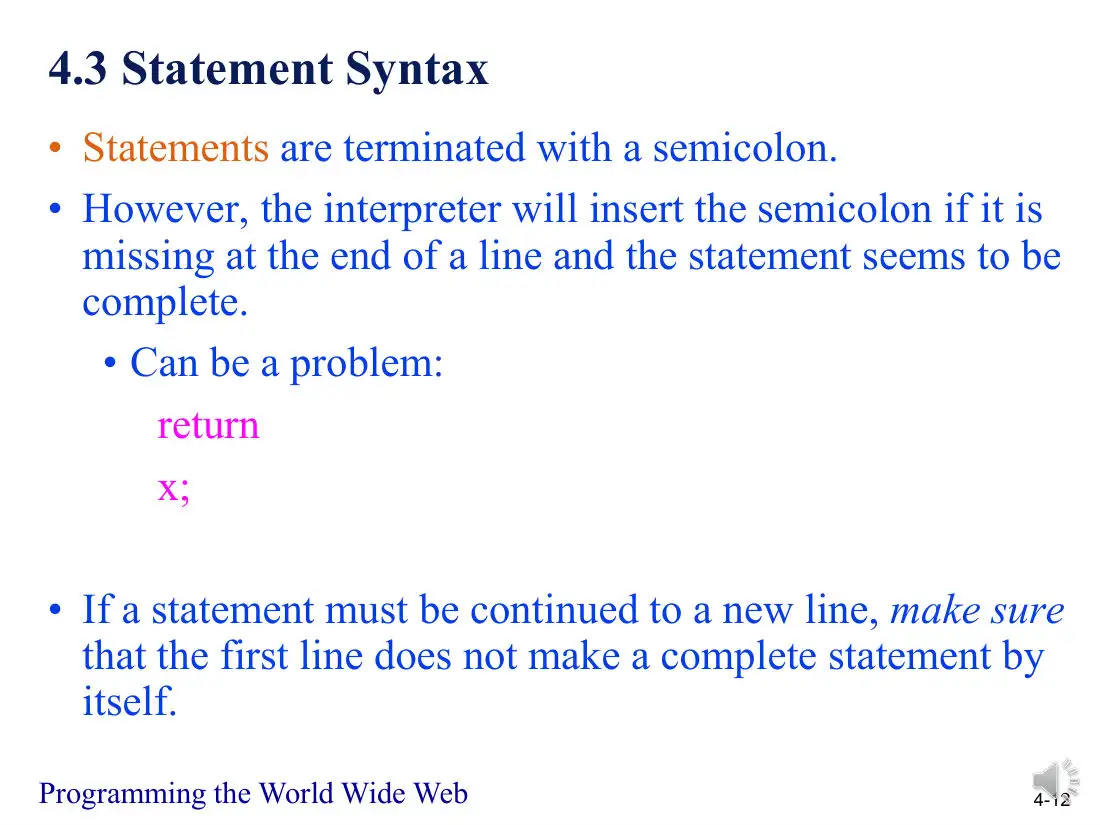 4.3 Statement Syntax
• Statements are terminated with a semicolon.
• However, the interpreter will insert the semicolon if it is
missing at the end of a line and the statement seems to be
complete.
• Can be a problem:
return
x;
• If a statement must be continued to a new line, make sure
that the first line does not make a complete statement by
itself.
Programming the World Wide Web
4-12